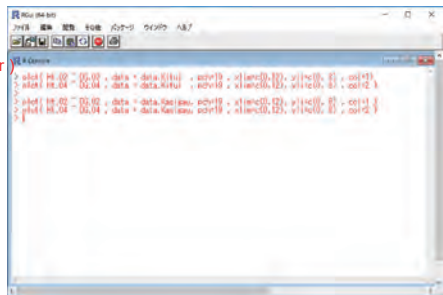 RGui (64-bit)
ファイル 編集 閲覧 その他 パッケージ ウインドウ ヘルプ
R Console
> plot( Ht.02 ~ DG.02 , data = data.Kitui , pch=19 , xlim=c(0,12), ylim=c(0, 8) , col=1)
> plot( Ht.04 ~ DG.04 , data = data.Kitui , pch=19 , xlim=c(0,12), ylim=c(0, 8) , col=2 )
>
> plot( Ht.02 ~ DG.02 , data = pch=19 , xlim=c(0,12), ylim=c(0, 8) , col=1 )
> plot( Ht.04 ~ DG.04 , data = pch=19 , xlim=c(0,12), ylim=c(0, 8) , col=2 )
>